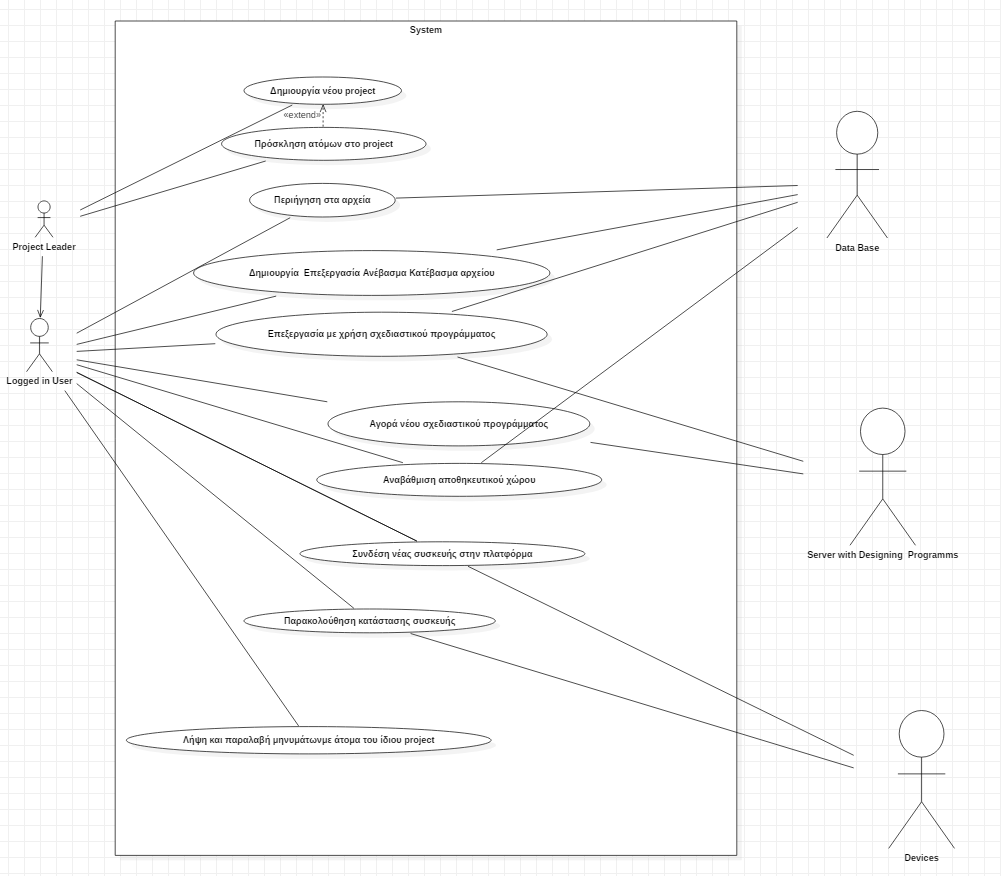 System
Δημιουργία νέου project
«extend»
Πρόσκληση ατόμων στο project
Περιήγηση στα αρχεία
Project Leader
Data Base
Δημιουργία Επεξεργασία Ανέβασμα Κατέβασμα αρχείου
Επεξεργασία με χρήση σχεδιαστικού προγράμματος
Logged in User
Αγορά νέου σχεδιαστικού προγράμματος
Αναβάθμιση αποθηκευτικού χώρου
Συνδέση νέας συσκευής στην πλατφόρμα
Server with Designing Programms
Παρακολούθηση κατάστασης συσκευής
Λήψη και παραλαβή μηνυμάτωνμε άτομα του ίδιου project
Devices